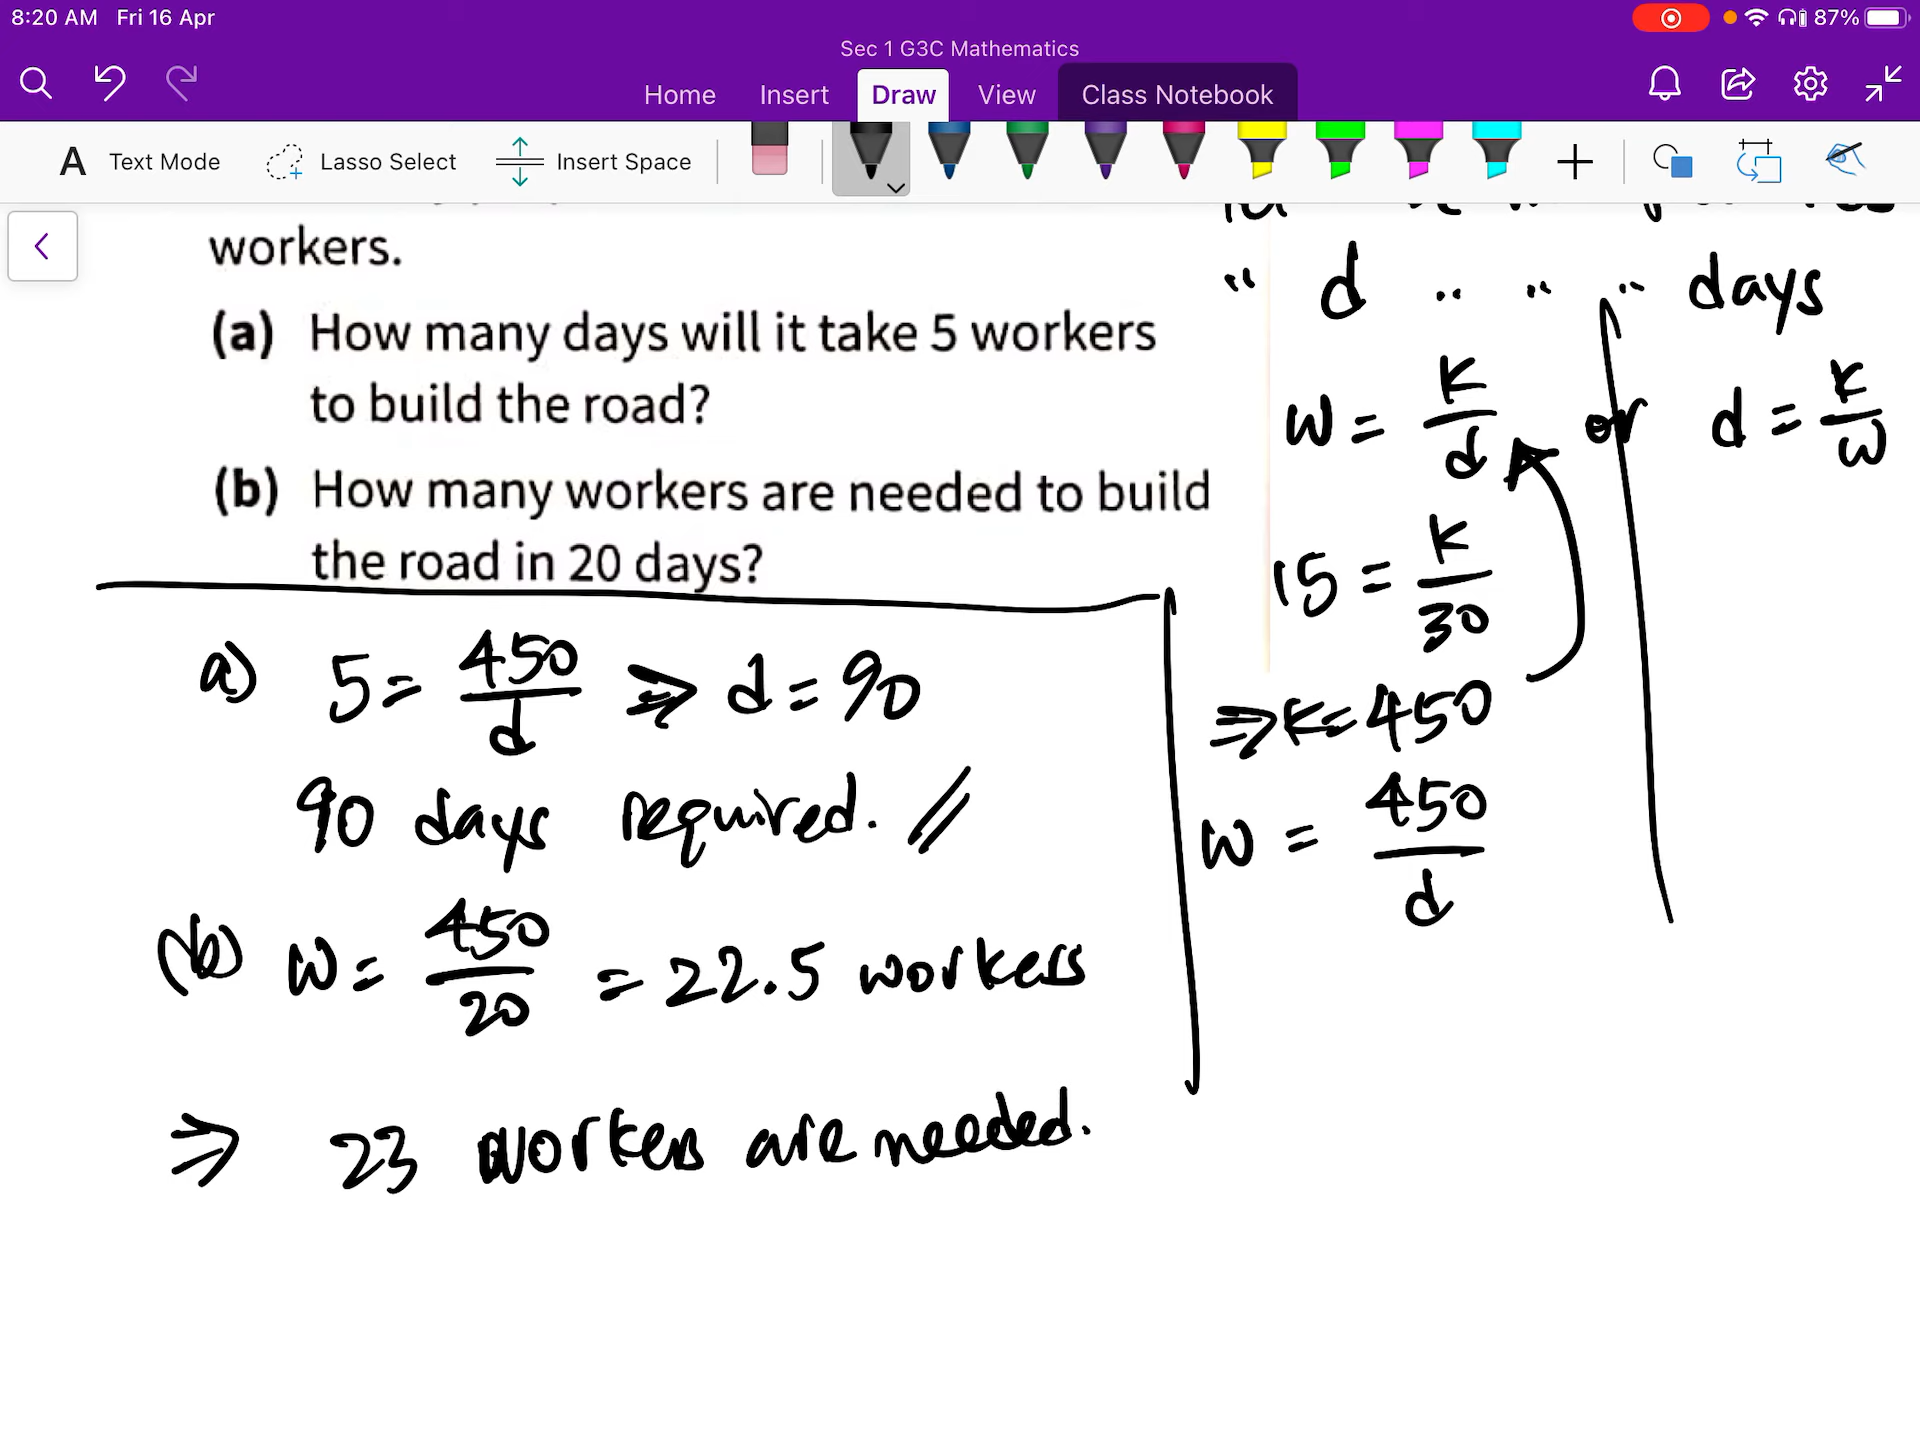 8:20 AM Fri 16 Apr
87%
Sec 1 G3C Mathematics
Home Insert Draw View Class Notebook
A Text Mode Lasso Select Insert Space
workers.
(a) How many days will it take 5 workers
to build the road?
(b) How many workers are needed to build
the road in 20 days?
a) 5 = 450/d ⇒ d = 90
90 days required. //
(b) w = 450/20 = 22.5 workers
⇒ 23 workers are needed.
" d " " " days
w = k/d or d = k/w
15 = k/30
⇒ k = 450
w = 450/d